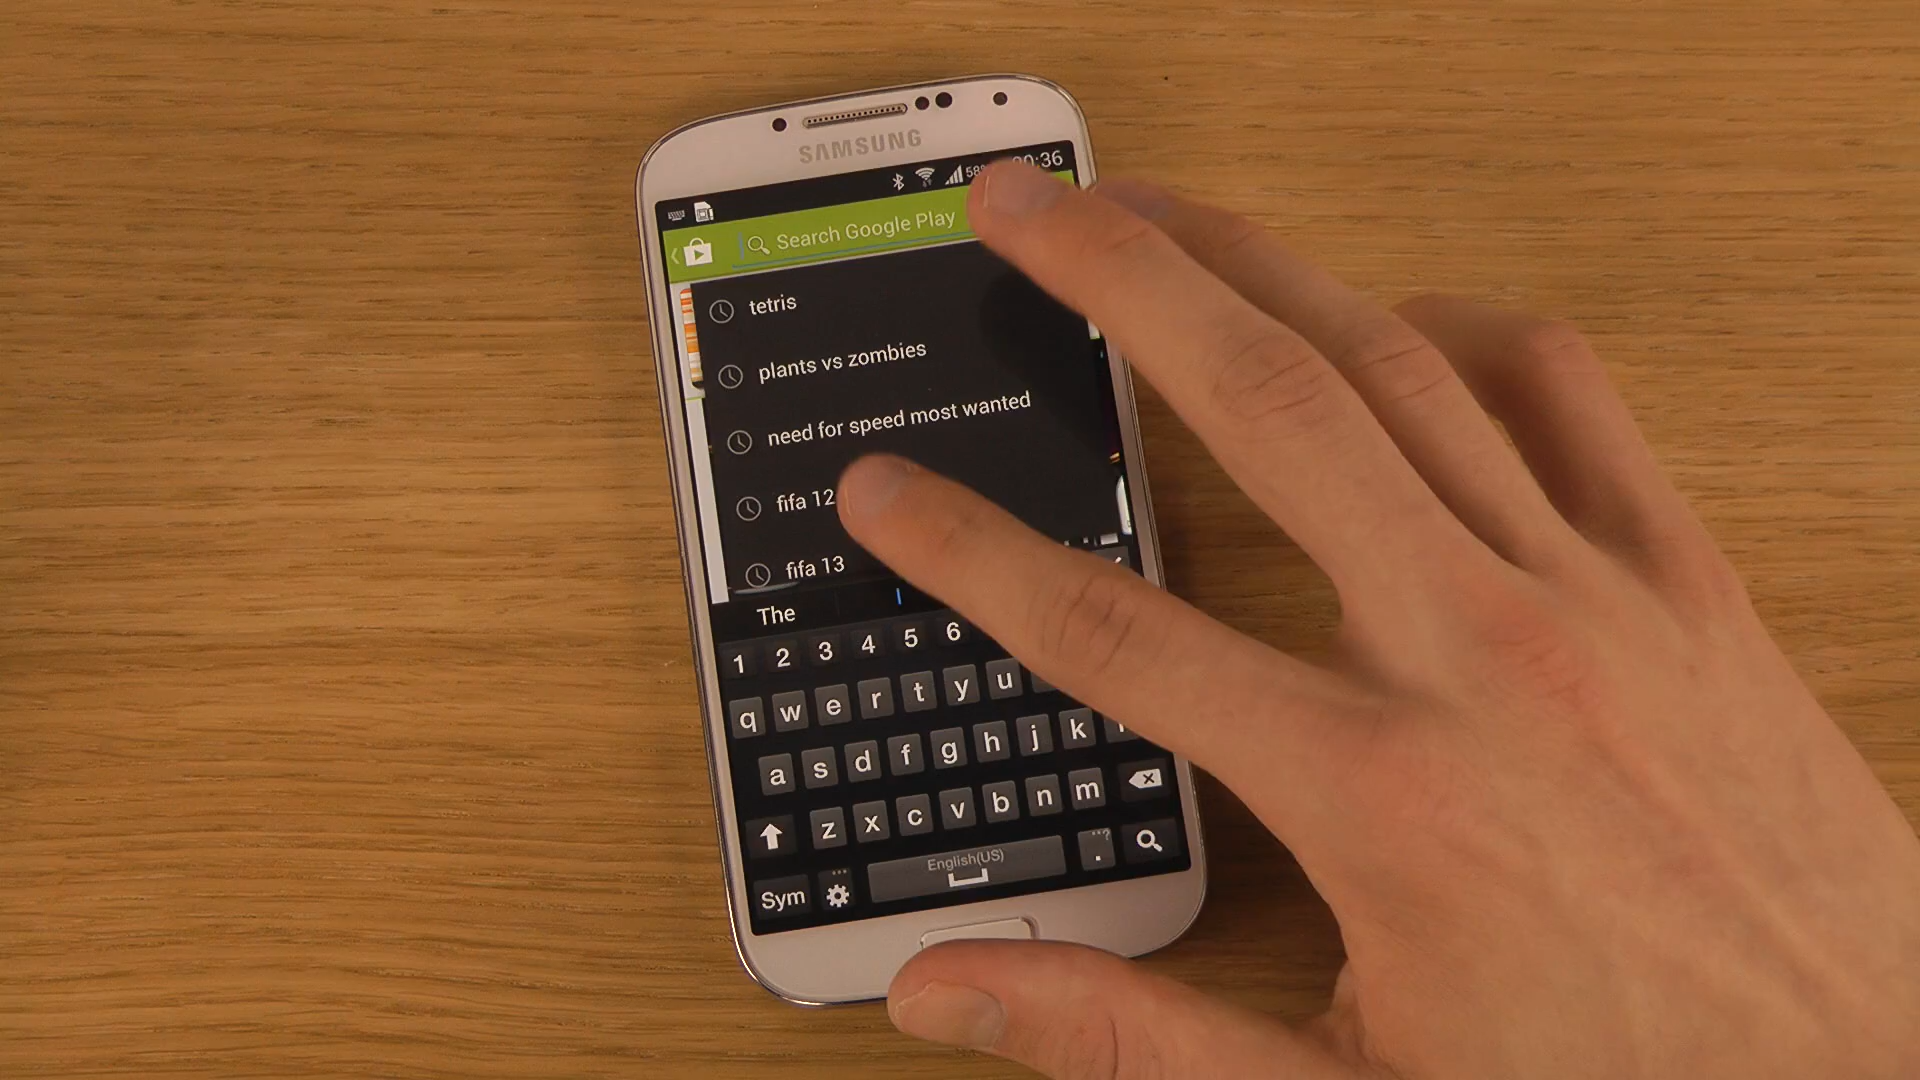 SAMSUNG
58%
Search Google Play
tetris
plants vs zombies
need for speed most wanted
fifa 12
fifa 13
The
1 2 3 4 5 6
q w e r t y u
a s d f g h j k
z x c v b n m
Sym English(US) .